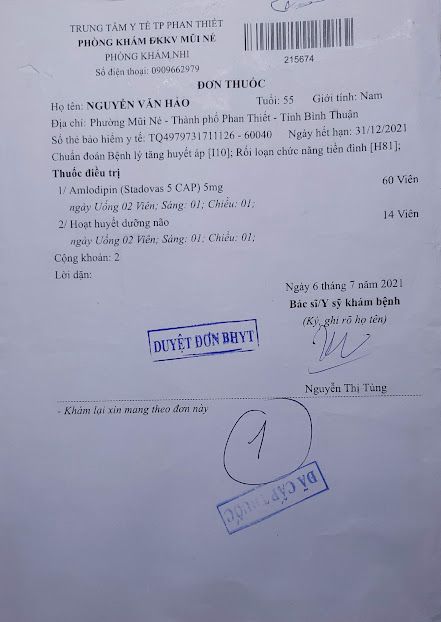 TRUNG TÂM Y TẾ TP PHAN THIẾT
PHÒNG KHÁM ĐKKV MŨI NÉ
PHÒNG KHÁM NHI
Số điện thoại: 0909662979
215674
ĐƠN THUỐC
Họ tên: NGUYỄN VĂN HẢO Tuổi: 55 Giới tính: Nam
Địa chỉ: Phường Mũi Né - Thành phố Phan Thiết - Tỉnh Bình Thuận
Số thẻ bảo hiểm y tế: TQ4979731711126 - 60040 Ngày hết hạn: 31/12/2021
Chuẩn đoán Bệnh lý tăng huyết áp [I10]; Rối loạn chức năng tiền đình [H81];
Thuốc điều trị
1/ Amlodipin (Stadovas 5 CAP) 5mg 60 Viên
ngày Uống 02 Viên; Sáng: 01; Chiều: 01;
2/ Hoạt huyết dưỡng não 14 Viên
ngày Uống 02 Viên; Sáng: 01; Chiều: 01;
Cộng khoản: 2
Lời dặn:
Ngày 6 tháng 7 năm 2021
Bác sĩ/Y sỹ khám bệnh
(Ký, ghi rõ họ tên)
DUYỆT ĐƠN BHYT
Nguyễn Thị Tùng
- Khám lại xin mang theo đơn này
1
ĐÃ CẤP THUỐC